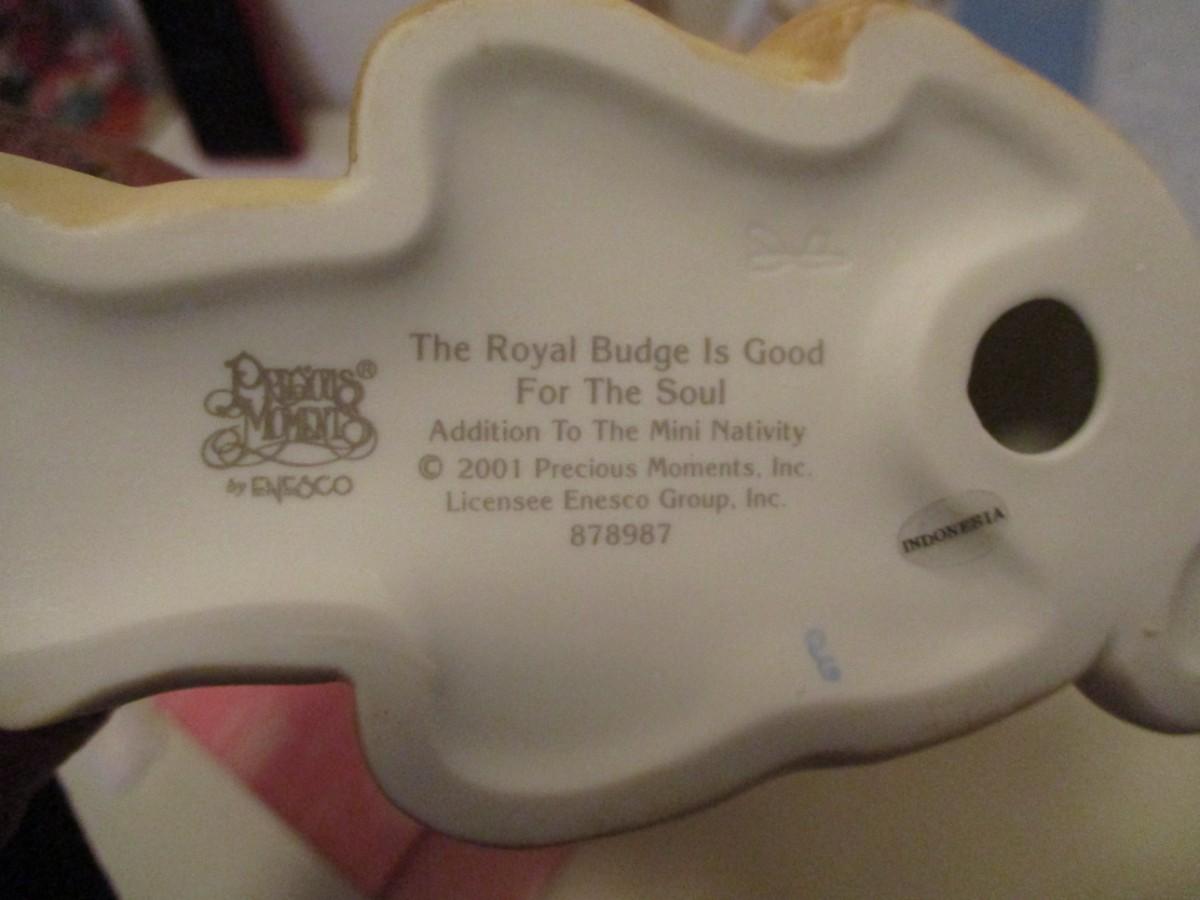 Precious Moments®
by ENESCO
The Royal Budge Is Good
For The Soul
Addition To The Mini Nativity
© 2001 Precious Moments, Inc.
Licensee Enesco Group, Inc.
878987
INDONESIA